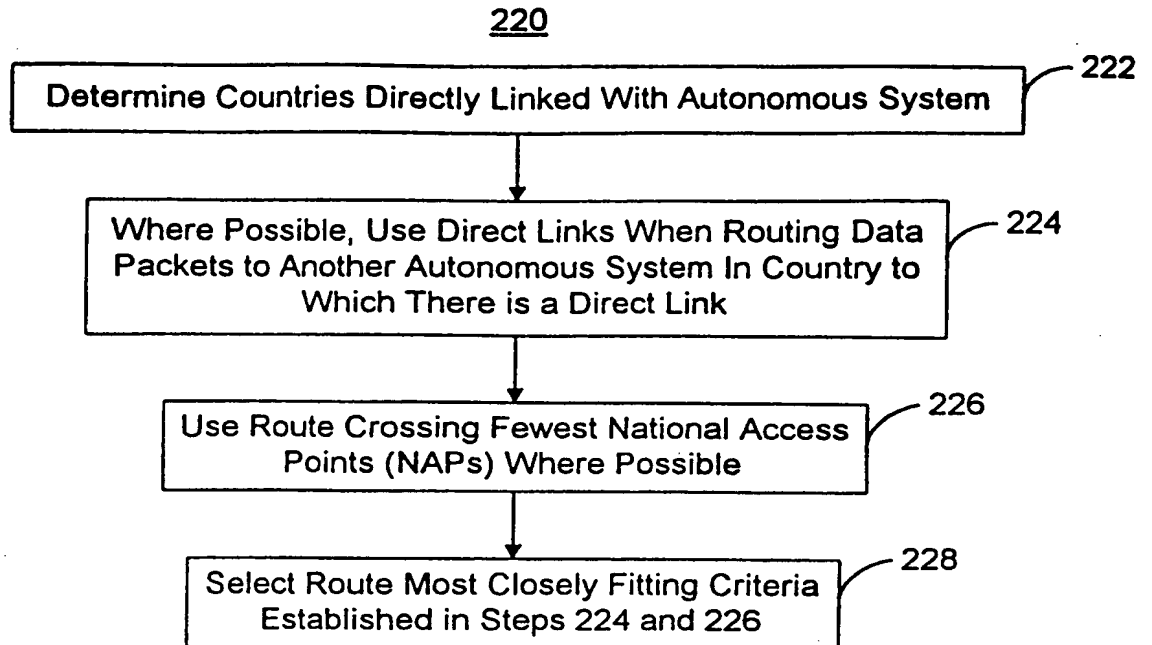 220
Determine Countries Directly Linked With Autonomous System
222
Where Possible, Use Direct Links When Routing Data
Packets to Another Autonomous System In Country to
Which There is a Direct Link
224
Use Route Crossing Fewest National Access
Points (NAPs) Where Possible
226
Select Route Most Closely Fitting Criteria
Established in Steps 224 and 226
228